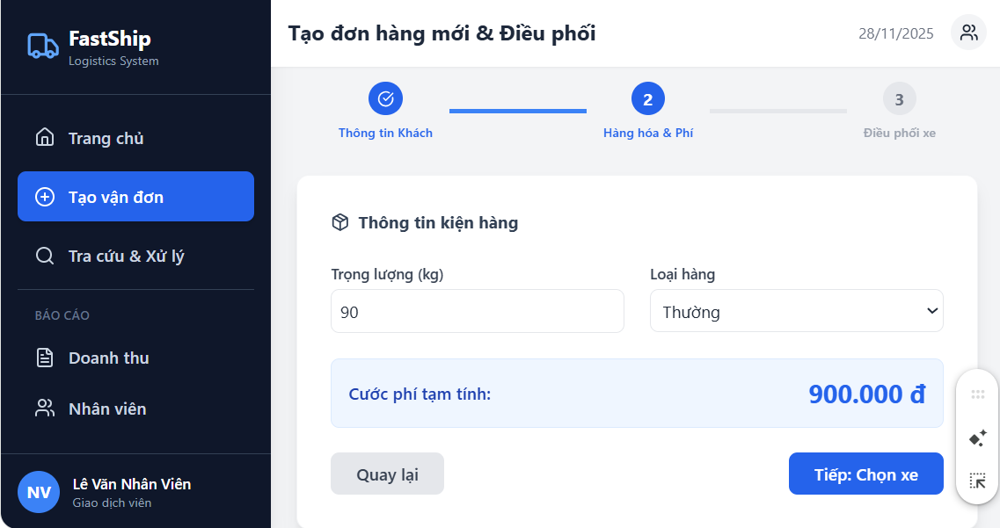 FastShip
Logistics System
Trang chủ
Tạo vận đơn
Tra cứu & Xử lý
BÁO CÁO
Doanh thu
Nhân viên
NV
Lê Văn Nhân Viên
Giao dịch viên
Tạo đơn hàng mới & Điều phối
28/11/2025
Thông tin Khách
2
Hàng hóa & Phí
3
Điều phối xe
Thông tin kiện hàng
Trọng lượng (kg)
90
Loại hàng
Thường
Cước phí tạm tính:
900.000 đ
Quay lại
Tiếp: Chọn xe